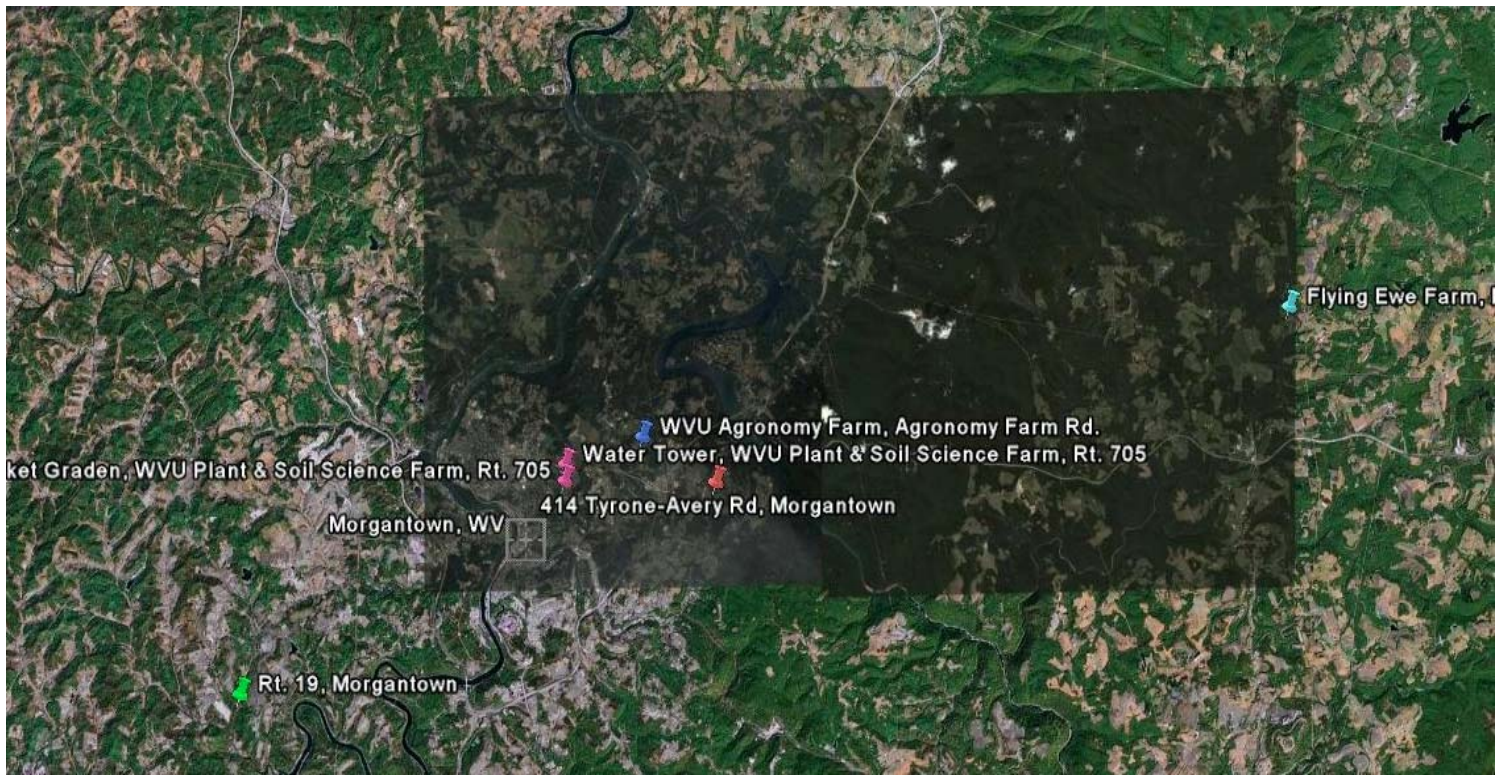 Flying Ewe Farm,
WVU Agronomy Farm, Agronomy Farm Rd.
Water Tower, WVU Plant & Soil Science Farm, Rt. 705
ket Graden, WVU Plant & Soil Science Farm, Rt. 705
414 Tyrone-Avery Rd, Morgantown
Morgantown, WV
Rt. 19, Morgantown